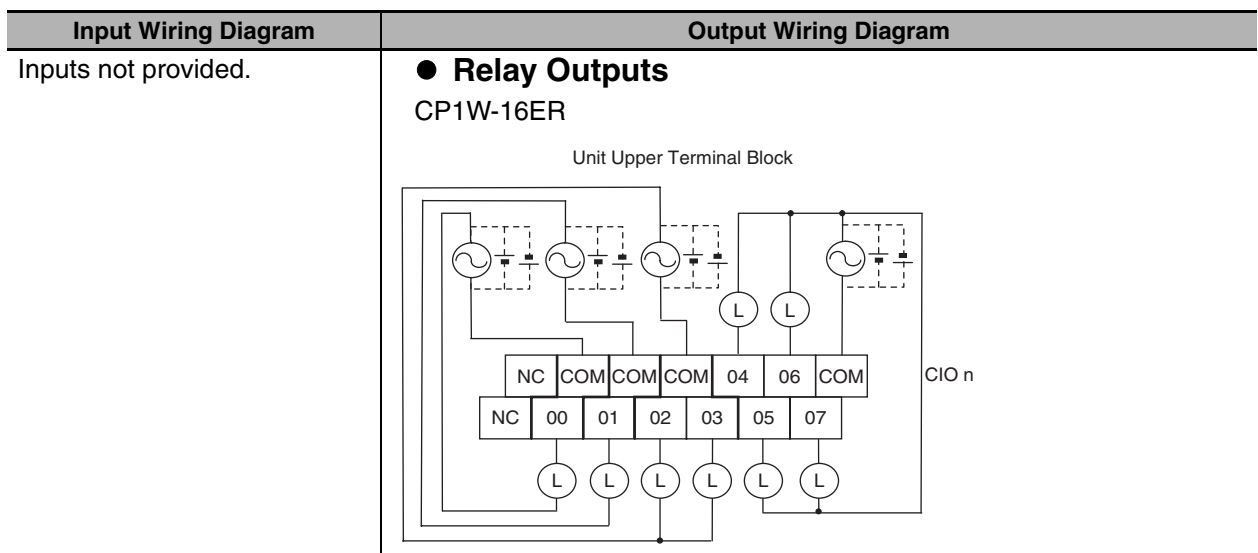 Input Wiring Diagram
Output Wiring Diagram
Inputs not provided.
● Relay Outputs
CP1W-16ER
Unit Upper Terminal Block
L L
NC COM COM COM 04 06 COM
CIO n
NC 00 01 02 03 05 07
L L L L L L